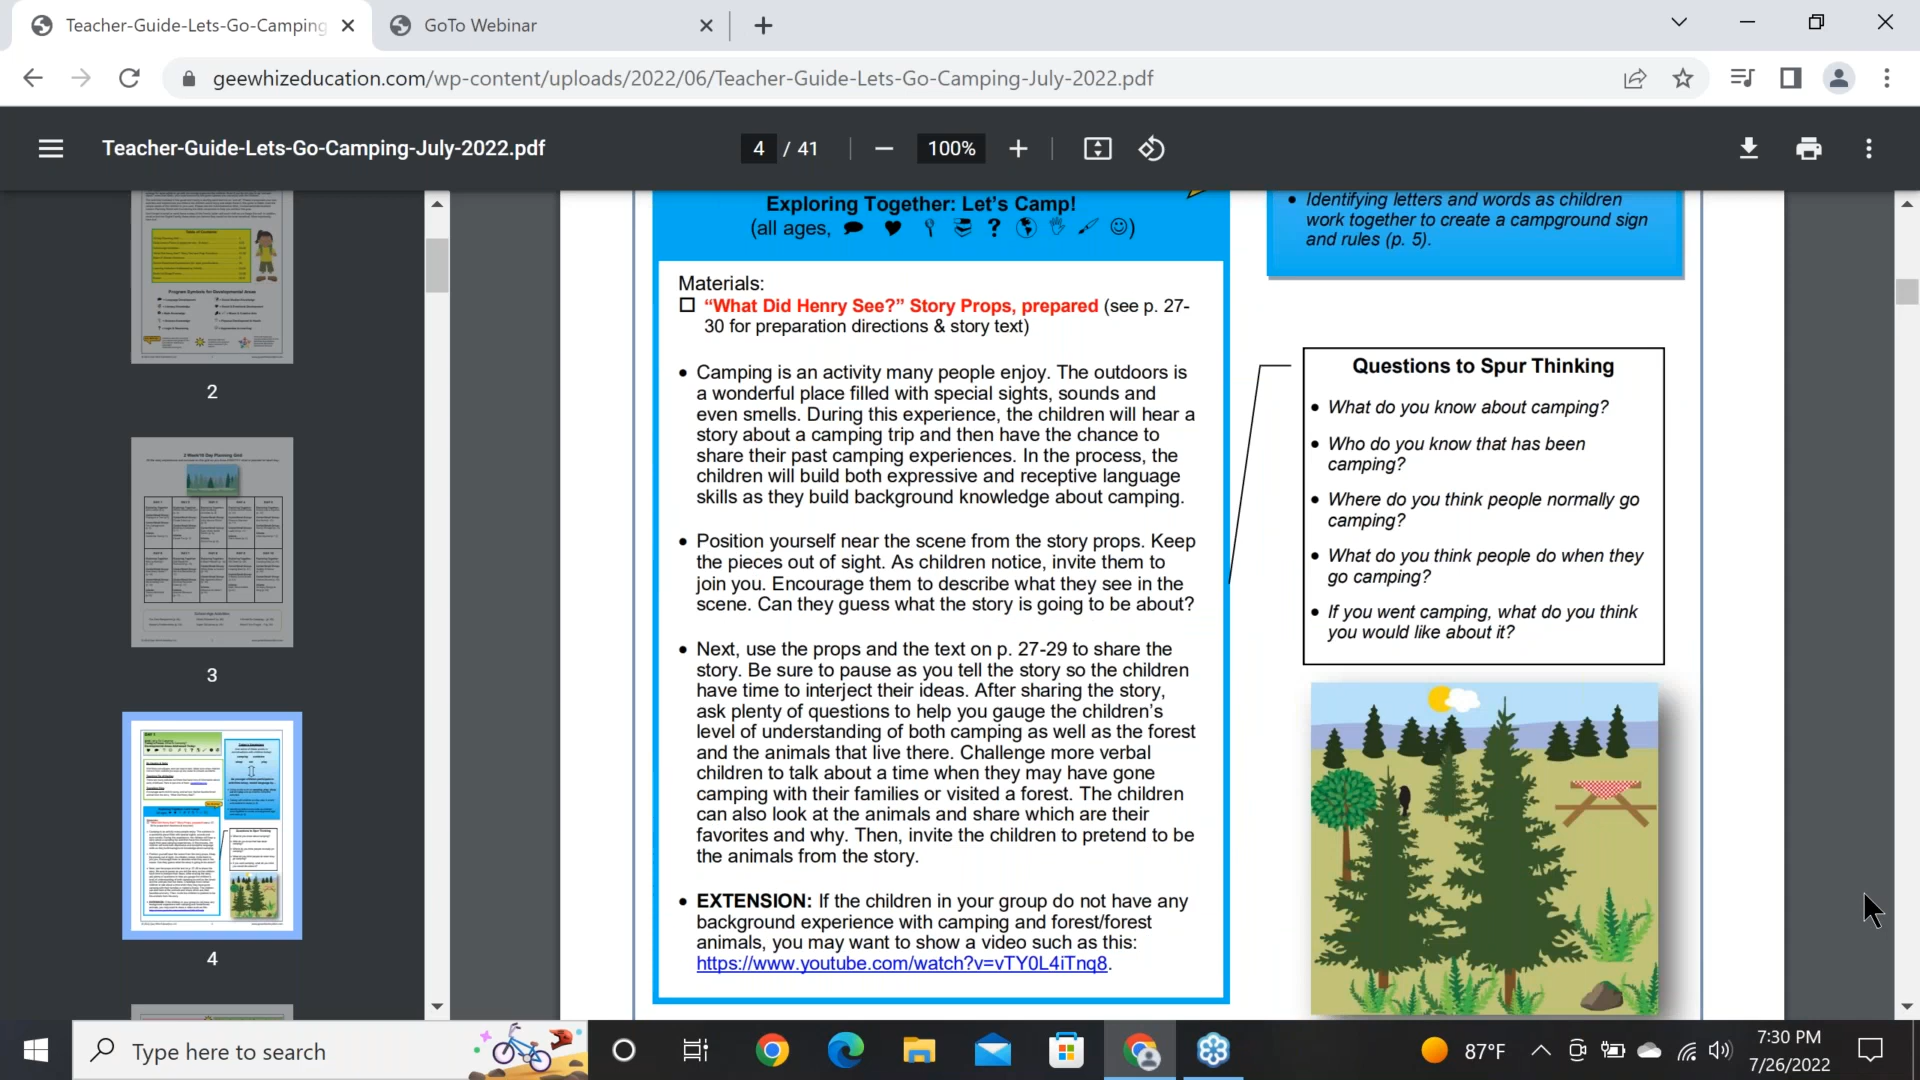 Teacher-Guide-Lets-Go-Camping
GoTo Webinar
geewhizeducation.com/wp-content/uploads/2022/06/Teacher-Guide-Lets-Go-Camping-July-2022.pdf
Teacher-Guide-Lets-Go-Camping-July-2022.pdf
4 / 41
100%
2
3
4
Exploring Together: Let's Camp!
(all ages, )
Materials:
“What Did Henry See?” Story Props, prepared (see p. 27-
30 for preparation directions & story text)
• Camping is an activity many people enjoy. The outdoors is
a wonderful place filled with special sights, sounds and
even smells. During this experience, the children will hear a
story about a camping trip and then have the chance to
share their past camping experiences. In the process, the
children will build both expressive and receptive language
skills as they build background knowledge about camping.
• Position yourself near the scene from the story props. Keep
the pieces out of sight. As children notice, invite them to
join you. Encourage them to describe what they see in the
scene. Can they guess what the story is going to be about?
• Next, use the props and the text on p. 27-29 to share the
story. Be sure to pause as you tell the story so the children
have time to interject their ideas. After sharing the story,
ask plenty of questions to help you gauge the children’s
level of understanding of both camping as well as the forest
and the animals that live there. Challenge more verbal
children to talk about a time when they may have gone
camping with their families or visited a forest. The children
can also look at the animals and share which are their
favorites and why. Then, invite the children to pretend to be
the animals from the story.
• EXTENSION: If the children in your group do not have any
background experience with camping and forest/forest
animals, you may want to show a video such as this:
https://www.youtube.com/watch?v=vTY0L4iTnq8.
• Identifying letters and words as children
work together to create a campground sign
and rules (p. 5).
Questions to Spur Thinking
• What do you know about camping?
• Who do you know that has been
camping?
• Where do you think people normally go
camping?
• What do you think people do when they
go camping?
• If you went camping, what do you think
you would like about it?
Type here to search
87°F
7:30 PM
7/26/2022